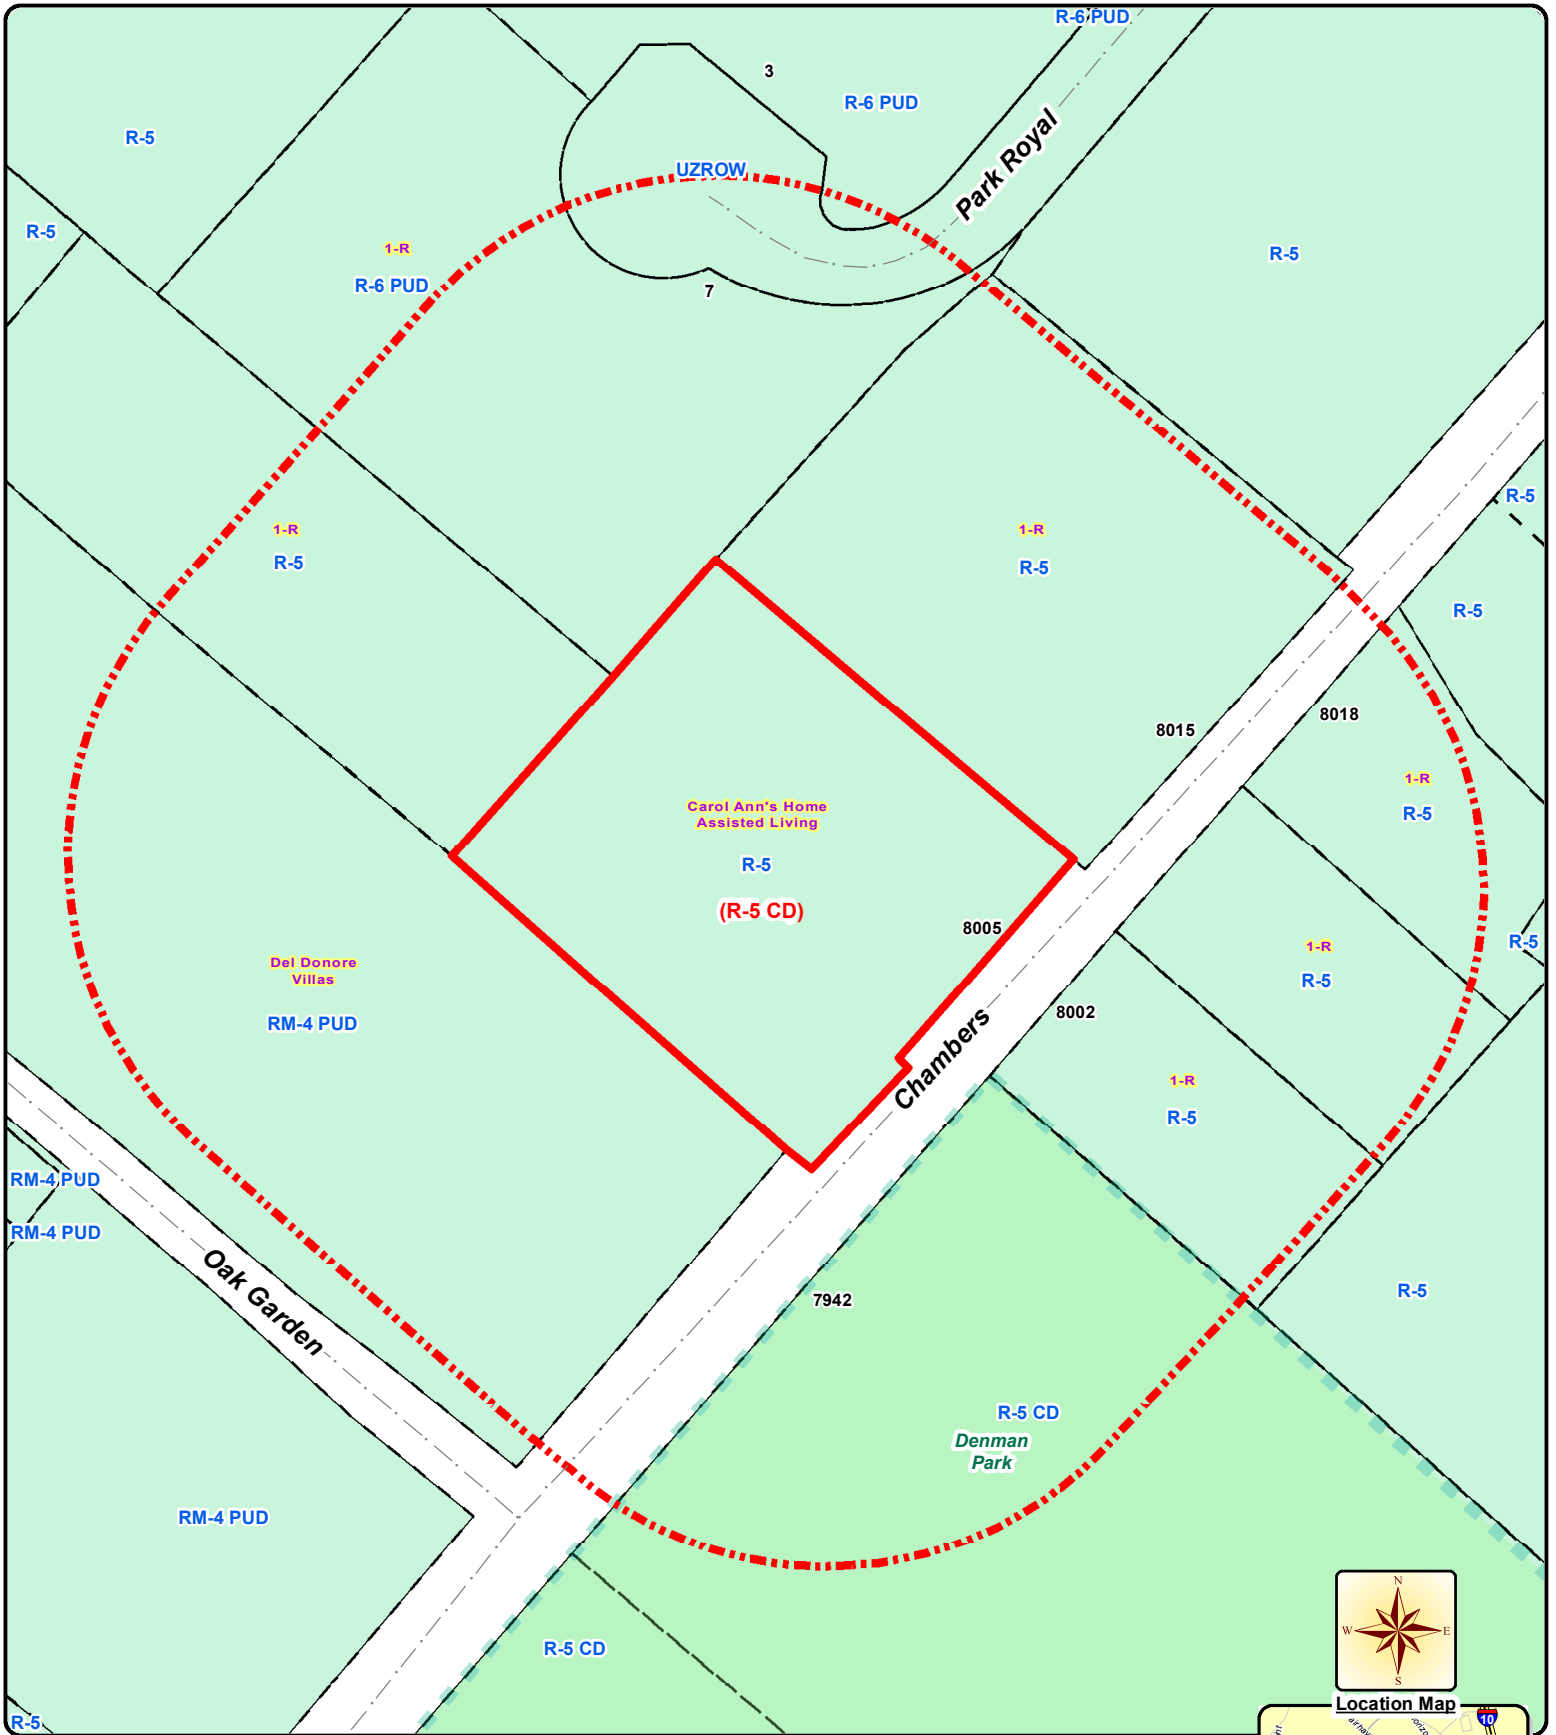 R-6 PUD
3
R-6 PUD
R-5
Park Royal
UZROW
R-5
1-R
R-5
R-6 PUD
7
R-5
1-R
R-5
1-R
R-5
R-5
8015
8018
1-R
R-5
Carol Ann's Home
Assisted Living
R-5
(R-5 CD)
8005
R-5
1-R
R-5
Del Donore
Villas
RM-4 PUD
8002
Chambers
1-R
R-5
RM-4 PUD
RM-4 PUD
Oak Garden
7942
R-5
R-5 CD
Denman
Park
RM-4 PUD
R-5 CD
N
W
E
S
Location Map
R-5
10